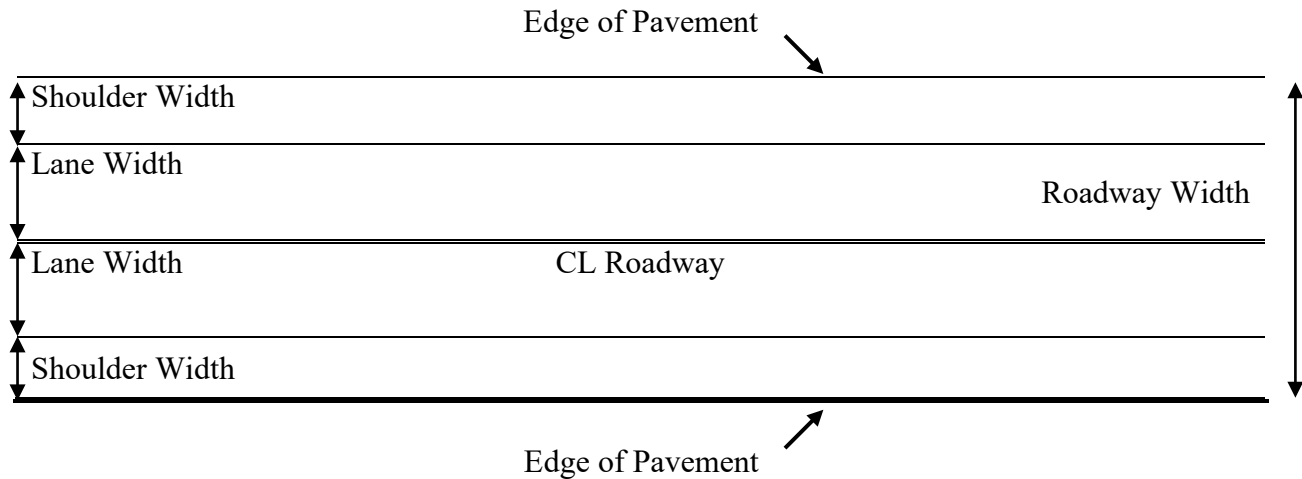 Edge of Pavement
Shoulder Width
Lane Width
Roadway Width
Lane Width
CL Roadway
Shoulder Width
Edge of Pavement